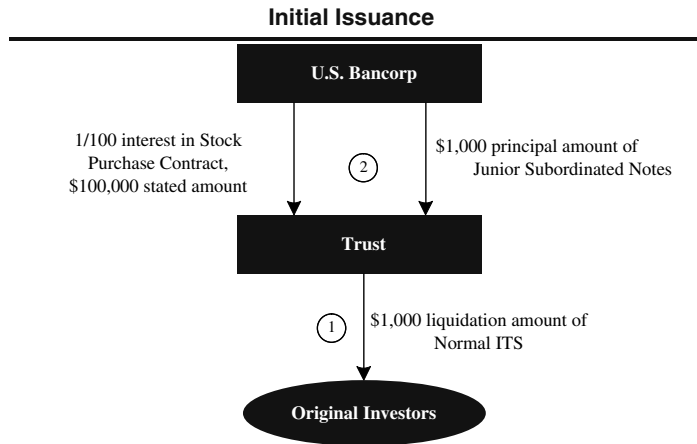 Initial Issuance
U.S. Bancorp
1/100 interest in Stock
Purchase Contract,
$100,000 stated amount
2
$1,000 principal amount of
Junior Subordinated Notes
Trust
1
$1,000 liquidation amount of
Normal ITS
Original Investors